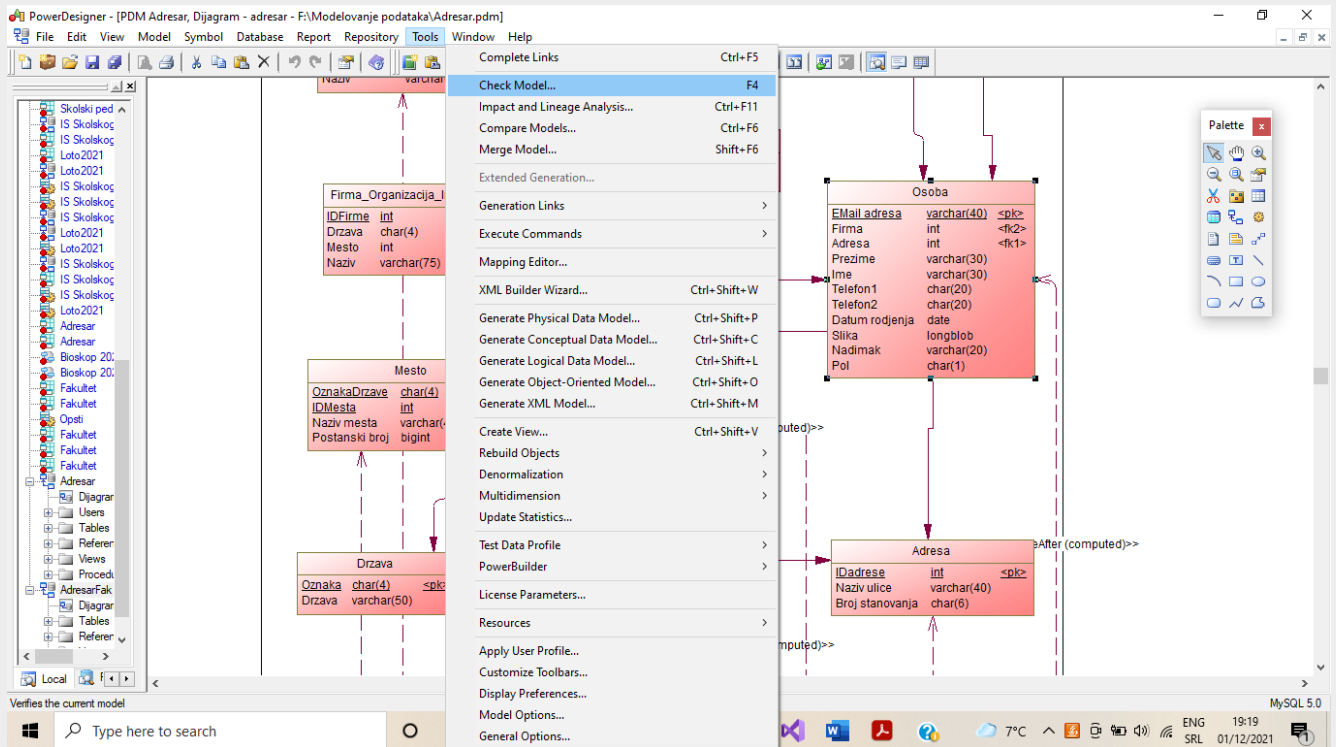 PowerDesigner - [PDM Adresar, Dijagram - adresar - F:\Modelovanje podataka\Adresar.pdm]
File Edit View Model Symbol Database Report Repository Tools Window Help
Skolski ped
IS Skolskog
IS Skolskog
Loto2021
Loto2021
IS Skolskog
IS Skolskog
IS Skolskog
Loto2021
Loto2021
IS Skolskog
IS Skolskog
IS Skolskog
Loto2021
Adresar
Adresar
Bioskop 202
Bioskop 202
Fakultet
Fakultet
Opsti
Fakultet
Fakultet
Fakultet
Adresar
Dijagrar
Users
Tables
Referer
Views
Procedu
AdresarFak
Dijagrar
Tables
Referer
Local
Naziv varchar
Firma_Organizacija_I
IDFirme int
Drzava char(4)
Mesto int
Naziv varchar(75)
Mesto
OznakaDrzave char(4)
IDMesta int
Naziv mesta varchar(4
Postanski broj bigint
Drzava
Oznaka char(4) <pk>
Drzava varchar(50)
Complete Links Ctrl+F5
Check Model... F4
Impact and Lineage Analysis... Ctrl+F11
Compare Models... Ctrl+F6
Merge Model... Shift+F6
Extended Generation...
Generation Links
Execute Commands
Mapping Editor...
XML Builder Wizard... Ctrl+Shift+W
Generate Physical Data Model... Ctrl+Shift+P
Generate Conceptual Data Model... Ctrl+Shift+C
Generate Logical Data Model... Ctrl+Shift+L
Generate Object-Oriented Model... Ctrl+Shift+O
Generate XML Model... Ctrl+Shift+M
Create View... Ctrl+Shift+V
Rebuild Objects
Denormalization
Multidimension
Update Statistics...
Test Data Profile
PowerBuilder
License Parameters...
Resources
Apply User Profile...
Customize Toolbars...
Display Preferences...
Model Options...
General Options...
Osoba
EMail adresa varchar(40) <pk>
Firma int <fk2>
Adresa int <fk1>
Prezime varchar(30)
Ime varchar(30)
Telefon1 char(20)
Telefon2 char(20)
Datum rodjenja date
Slika longblob
Nadimak varchar(20)
Pol char(1)
puted)>>
Adresa
IDadrese int <pk>
Naziv ulice varchar(40)
Broj stanovanja char(6)
eAfter (computed)>>
mputed)>>
Palette
Verifies the current model
MySQL 5.0
Type here to search
7°C
ENG
SRL
19:19
01/12/2021
1